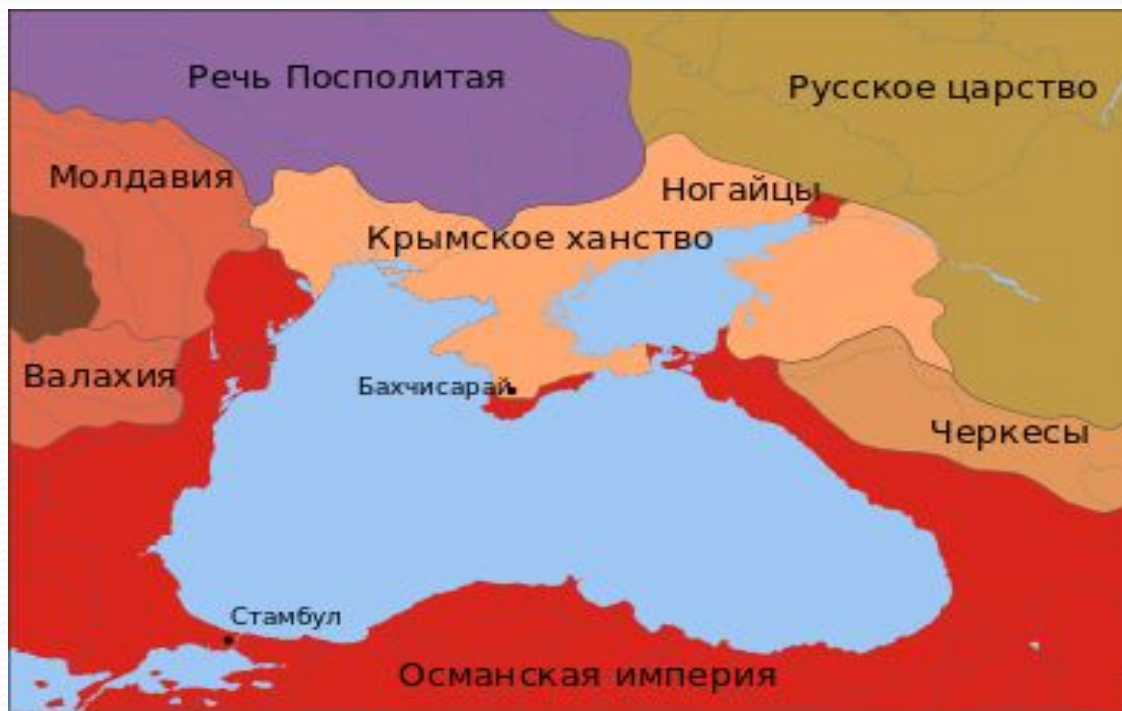 Речь Посполитая
Русское царство
Молдавия
Ногайцы
Крымское ханство
Валахия
Бахчисарай
Черкесы
Стамбул
Османская империя